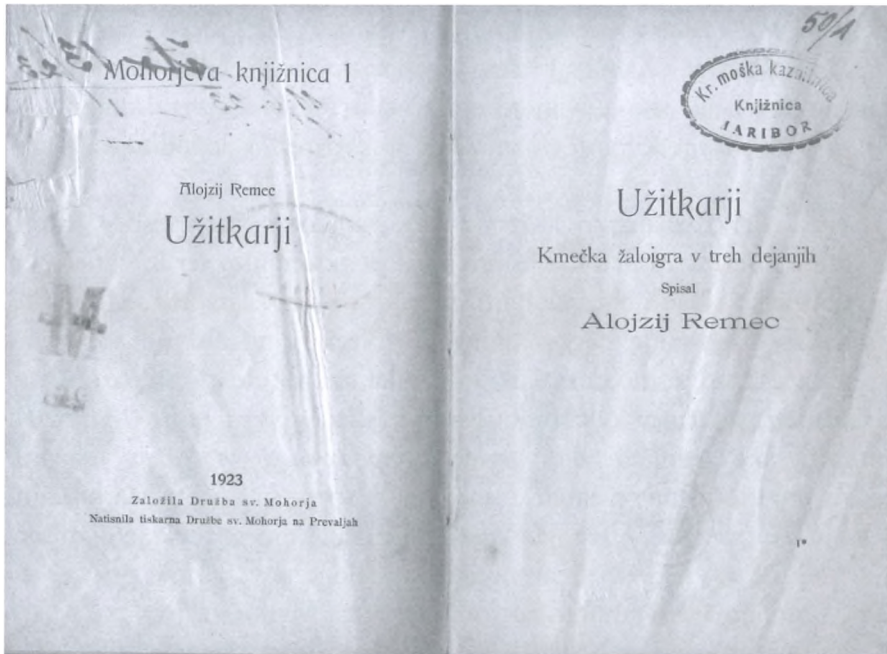 Mohorjeva knjižnica 1
Alojzij Remec
Užitkarji
1923
Založila Družba sv. Mohorja
Natisnila tiskarna Družbe sv. Mohorja na Prevaljah
50/1
Kr. moška kaznilnica
Knjižnica
MARIBOR
Užitkarji
Kmečka žaloigra v treh dejanjih
Spisal
Alojzij Remec
1*